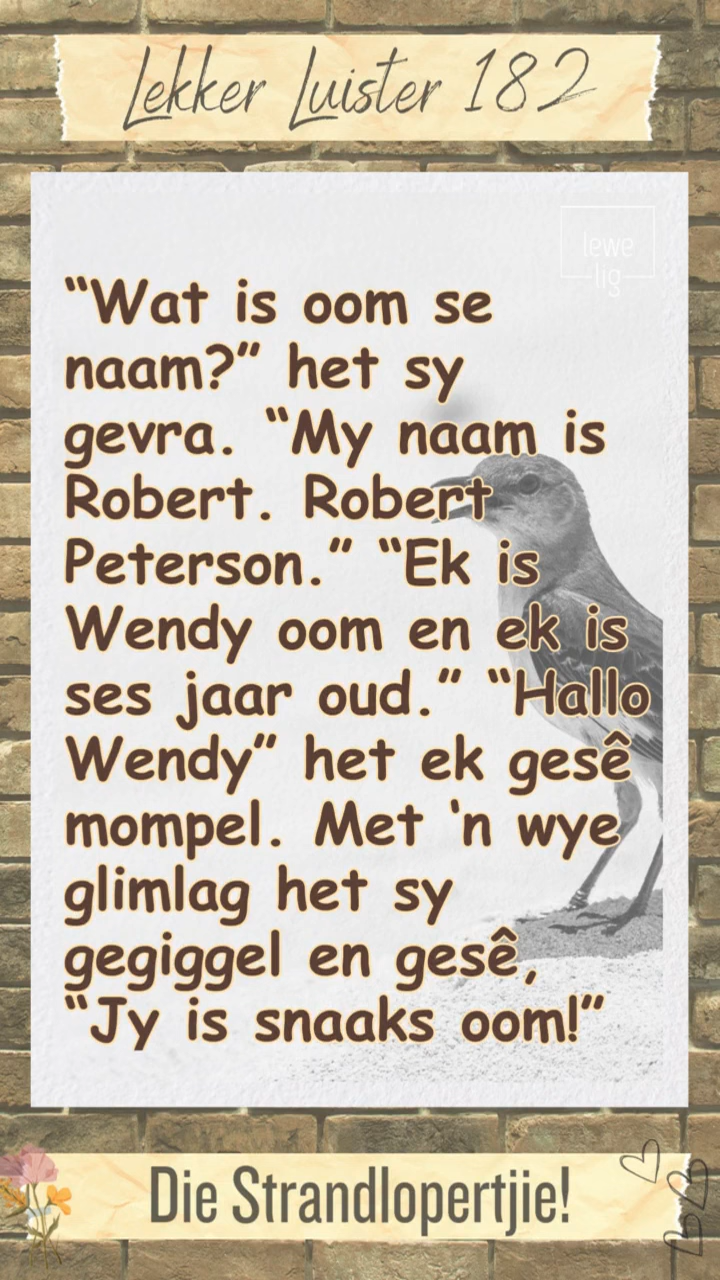 Lekker Luister 182
lewe
lig
“Wat is oom se
naam?” het sy
gevra. “My naam is
Robert. Robert
Peterson.” “Ek is
Wendy oom en ek is
ses jaar oud.” “Hallo
Wendy” het ek gesê
mompel. Met ‘n wye
glimlag het sy
gegiggel en gesê,
“Jy is snaaks oom!”
Die Strandlopertjie!